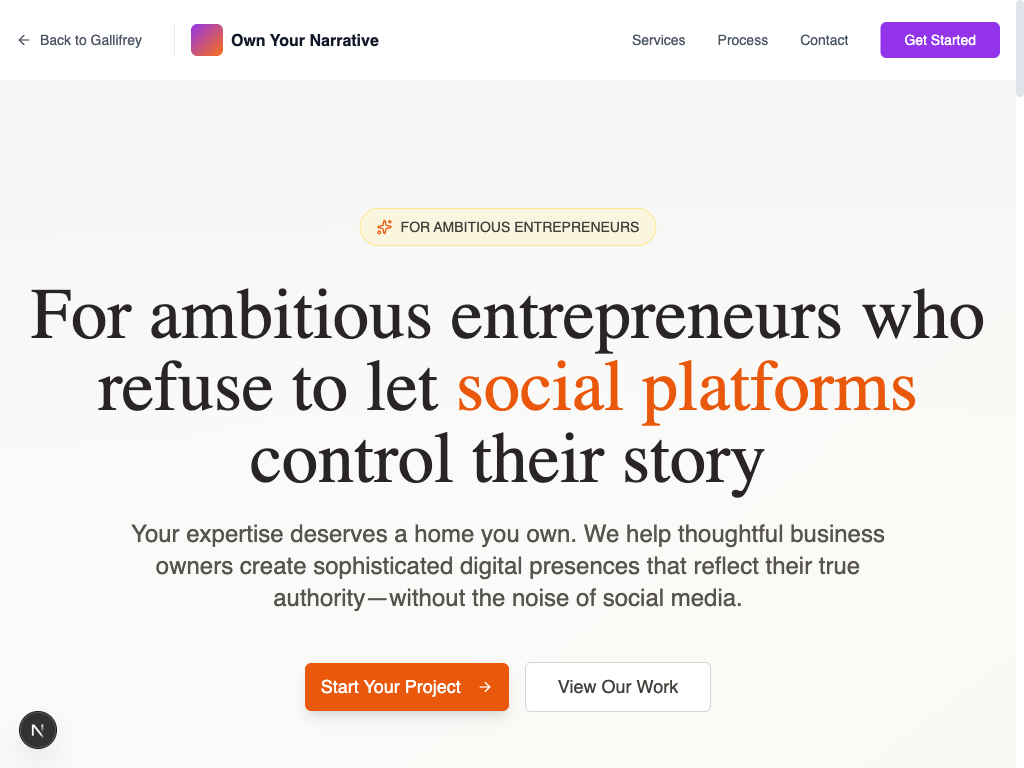 Back to Gallifrey
Own Your Narrative
Services
Process
Contact
Get Started
FOR AMBITIOUS ENTREPRENEURS
For ambitious entrepreneurs who
refuse to let social platforms
control their story
Your expertise deserves a home you own. We help thoughtful business
owners create sophisticated digital presences that reflect their true
authority—without the noise of social media.
Start Your Project
View Our Work
N